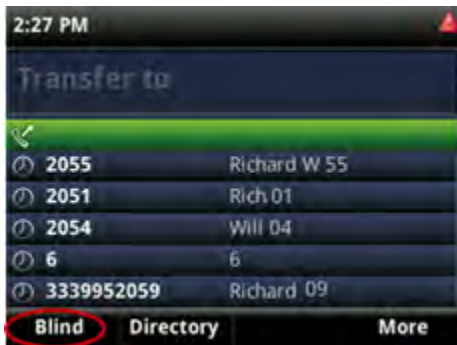 2:27 PM
Transfer to
2055 Richard W 55
2051 Rich 01
2054 Will 04
6 6
3339952059 Richard 09
Blind Directory More